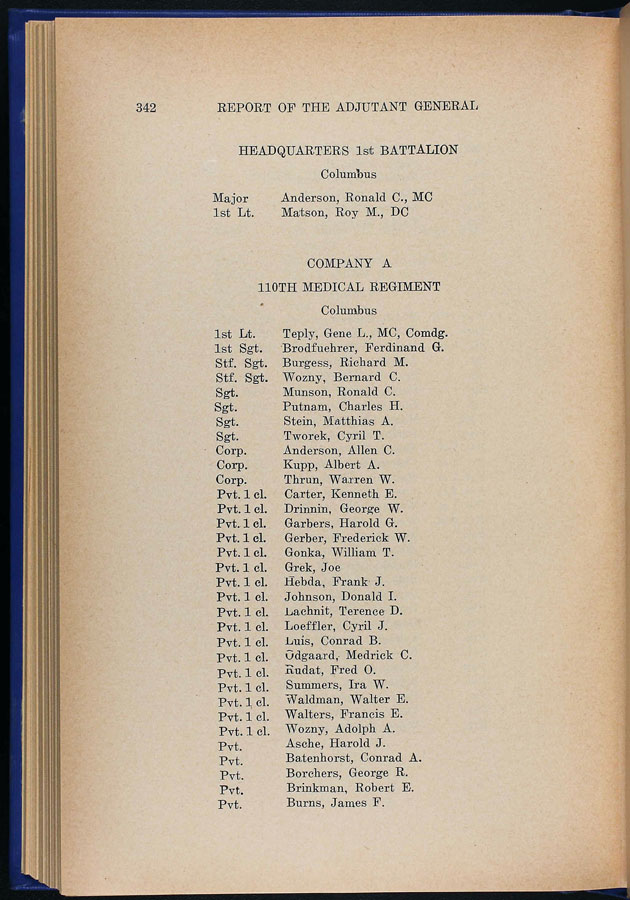 342 REPORT OF THE ADJUTANT GENERAL
HEADQUARTERS 1st BATTALION
Columbus
Major Anderson, Ronald C., MC
1st Lt. Matson, Roy M., DC
COMPANY A
110TH MEDICAL REGIMENT
Columbus
1st Lt. Teply, Gene L., MC, Comdg.
1st Sgt. Brodfuehrer, Ferdinand G.
Stf. Sgt. Burgess, Richard M.
Stf. Sgt. Wozny, Bernard C.
Sgt. Munson, Ronald C.
Sgt. Putnam, Charles H.
Sgt. Stein, Matthias A.
Sgt. Tworek, Cyril T.
Corp. Anderson, Allen C.
Corp. Kupp, Albert A.
Corp. Thrun, Warren W.
Pvt. 1 cl. Carter, Kenneth E.
Pvt. 1 cl. Drinnin, George W.
Pvt. 1 cl. Garbers, Harold G.
Pvt. 1 cl. Gerber, Frederick W.
Pvt. 1 cl. Gonka, William T.
Pvt. 1 cl. Grek, Joe
Pvt. 1 cl. Hebda, Frank J.
Pvt. 1 cl. Johnson, Donald I.
Pvt. 1 cl. Lachnit, Terence D.
Pvt. 1 cl. Loeffler, Cyril J.
Pvt. 1 cl. Luis, Conrad B.
Pvt. 1 cl. Odgaard, Medrick C.
Pvt. 1 cl. Rudat, Fred O.
Pvt. 1 cl. Summers, Ira W.
Pvt. 1 cl. Waldman, Walter E.
Pvt. 1 cl. Walters, Francis E.
Pvt. 1 cl. Wozny, Adolph A.
Pvt. Asche, Harold J.
Pvt. Batenhorst, Conrad A.
Pvt. Borchers, George R.
Pvt. Brinkman, Robert E.
Pvt. Burns, James F.